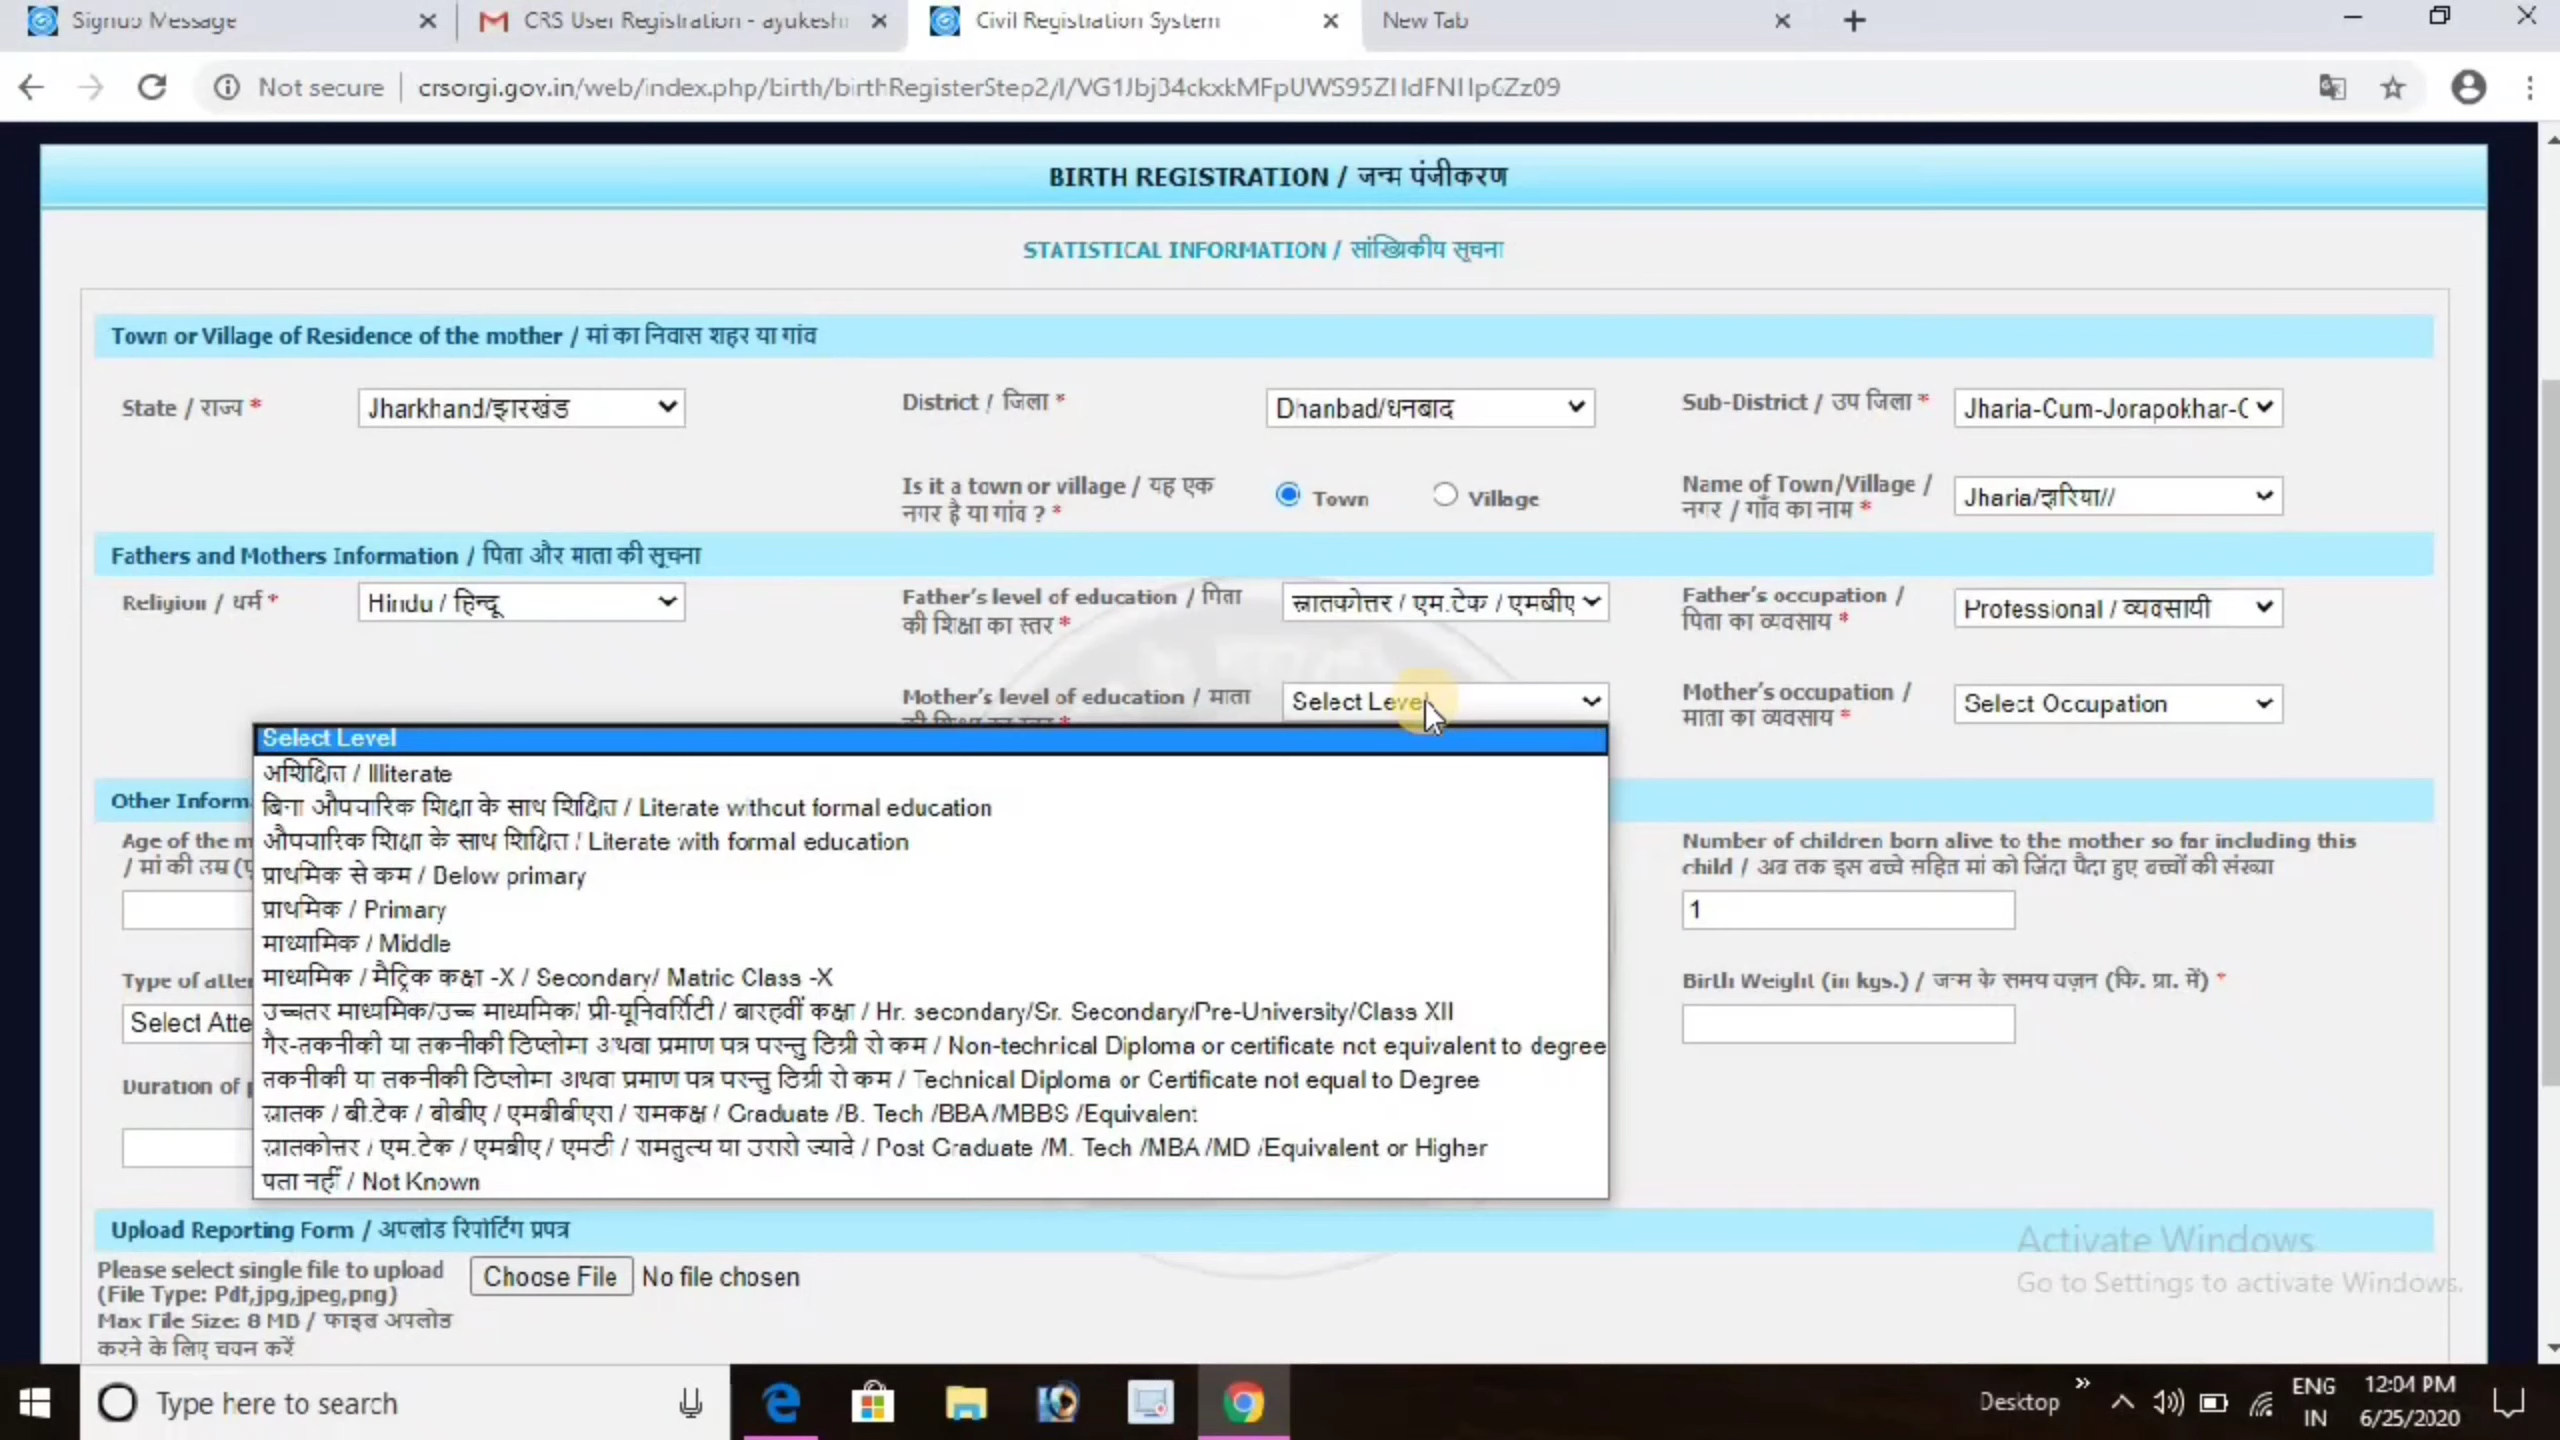 Signup Message
CRS User Registration - ayukeshr
Civil Registration System
New Tab
Not secure
crsorgi.gov.in/web/index.php/birth/birthRegisterStep2/I/
BIRTH REGISTRATION / जन्म पंजीकरण
STATISTICAL INFORMATION / सांख्यिकीय सूचना
Town or Village of Residence of the mother / मां का निवास शहर या गांव
State / राज्य *
Jharkhand/झारखंड
District / जिला *
Dhanbad/धनबाद
Sub-District / उप जिला *
Jharia-Cum-Jorapokhar-C
Is it a town or village / यह एक
नगर है या गांव ? *
Town
Village
Name of Town/Village /
नगर / गाँव का नाम *
Jharia/झरिया//
Fathers and Mothers Information / पिता और माता की सूचना
Religion / धर्म *
Hindu / हिन्दू
Father's level of education / पिता
की शिक्षा का स्तर *
स्नातकोत्तर / एम.टेक / एमबीए
Father's occupation /
पिता का व्यवसाय *
Professional / व्यवसायी
Mother's level of education / माता
की शिक्षा का स्तर *
Select Level
Mother's occupation /
माता का व्यवसाय *
Select Occupation
Select Level
अशिक्षित / Illiterate
बिना औपचारिक शिक्षा के साथ शिक्षित / Literate without formal education
औपचारिक शिक्षा के साथ शिक्षित / Literate with formal education
प्राथमिक से कम / Below primary
प्राथमिक / Primary
माध्यामिक / Middle
माध्यमिक / मैट्रिक कक्षा -X / Secondary/ Matric Class -X
उच्चतर माध्यमिक/उच्च माध्यमिक/ प्री-यूनिवर्सिटी / बारहवीं कक्षा / Hr. secondary/Sr. Secondary/Pre-University/Class XII
गैर-तकनीकी या तकनीकी डिप्लोमा अथवा प्रमाण पत्र परन्तु डिग्री से कम / Non-technical Diploma or certificate not equivalent to degree
तकनीकी या तकनीकी डिप्लोमा अथवा प्रमाण पत्र परन्तु डिग्री से कम / Technical Diploma or Certificate not equal to Degree
स्नातक / बी.टेक / बीबीए / एमबीबीएस / समकक्ष / Graduate /B. Tech /BBA /MBBS /Equivalent
स्नातकोत्तर / एम.टेक / एमबीए / एमडी / समतुल्य या उससे ज्यादे / Post Graduate /M. Tech /MBA /MD /Equivalent or Higher
पता नहीं / Not Known
Other Inform
Age of the m
/ मां की उम्र (पू
Number of children born alive to the mother so far including this
child / अब तक इस बच्चे सहित मां को जिंदा पैदा हुए बच्चों की संख्या
1
Type of atte
Select Atte
Birth Weight (in kgs.) / जन्म के समय वज़न (कि. ग्रा. में) *
Duration of p
Upload Reporting Form / अपलोड रिपोर्टिंग प्रपत्र
Please select single file to upload
(File Type: Pdf,jpg,jpeg,png)
Max File Size: 8 MB / फाइल अपलोड
करने के लिए चयन करें
Choose File
No file chosen
Activate Windows
Go to Settings to activate Windows.
Type here to search
Desktop
ENG
IN
12:04 PM
6/25/2020